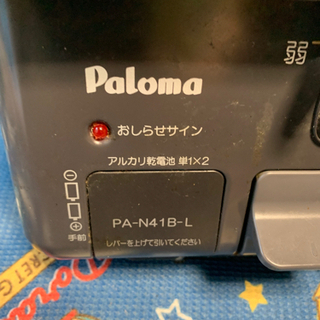 Paloma
おしらせサイン
アルカリ乾電池 単1×2
⊖
⊕
手前
PA-N41B-L
レバーを上げて引いてください